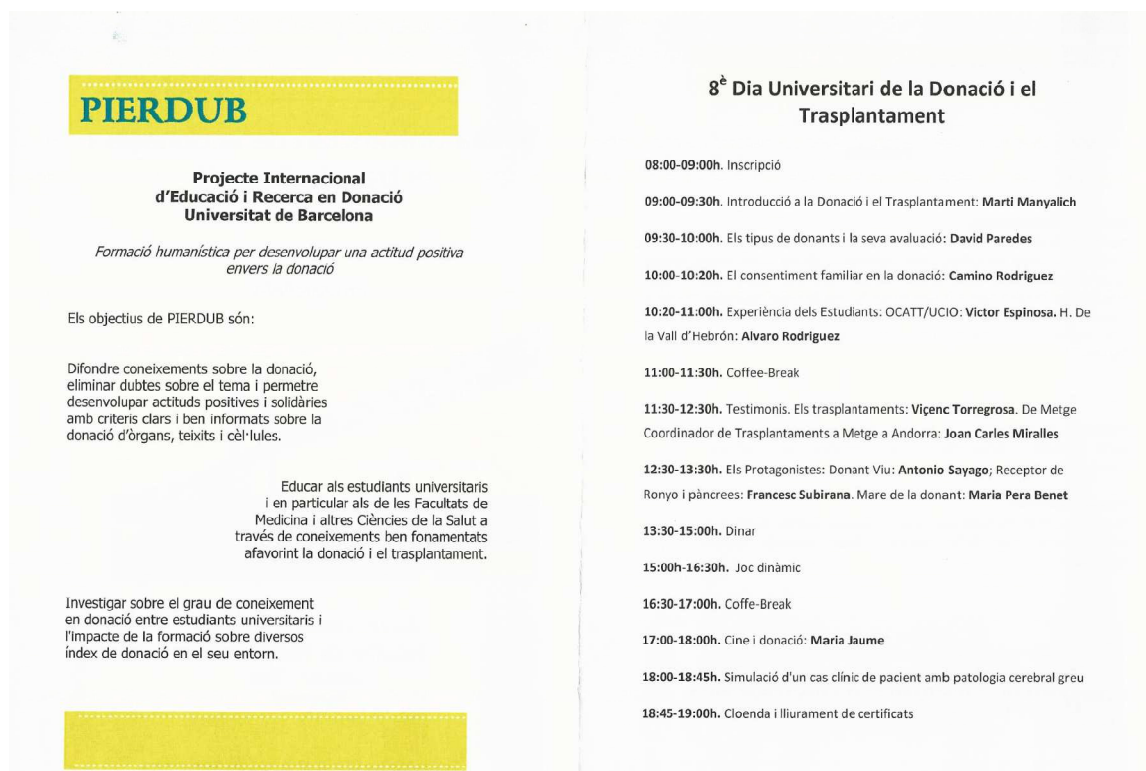 PIERDUB
Projecte Internacional
d'Educació i Recerca en Donació
Universitat de Barcelona
Formació humanística per desenvolupar una actitud positiva
envers la donació
Els objectius de PIERDUB són:
Difondre coneixements sobre la donació,
eliminar dubtes sobre el tema i permetre
desenvolupar actituds positives i solidàries
amb criteris clars i ben informats sobre la
donació d'òrgans, teixits i cèl·lules.
Educar als estudiants universitaris
i en particular als de les Facultats de
Medicina i altres Ciències de la Salut a
través de coneixements ben fonamentats
afavorint la donació i el trasplantament.
Investigar sobre el grau de coneixement
en donació entre estudiants universitaris i
l'impacte de la formació sobre diversos
índex de donació en el seu entorn.
8è Dia Universitari de la Donació i el
Trasplantament
08:00-09:00h. Inscripció
09:00-09:30h. Introducció a la Donació i el Trasplantament: Marti Manyalich
09:30-10:00h. Els tipus de donants i la seva avaluació: David Paredes
10:00-10:20h. El consentiment familiar en la donació: Camino Rodriguez
10:20-11:00h. Experiència dels Estudiants: OCATT/UCIO: Victor Espinosa. H. De
la Vall d'Hebrón: Alvaro Rodriguez
11:00-11:30h. Coffee-Break
11:30-12:30h. Testimonis. Els trasplantaments: Viçenc Torregrosa. De Metge
Coordinador de Trasplantaments a Metge a Andorra: Joan Carles Miralles
12:30-13:30h. Els Protagonistes: Donant Viu: Antonio Sayago; Receptor de
Ronyo i pàncrees: Francesc Subirana. Mare de la donant: Maria Pera Benet
13:30-15:00h. Dinar
15:00h-16:30h. Joc dinàmic
16:30-17:00h. Coffe-Break
17:00-18:00h. Cine i donació: Maria Jaume
18:00-18:45h. Simulació d'un cas clínic de pacient amb patologia cerebral greu
18:45-19:00h. Cloenda i lliurament de certificats